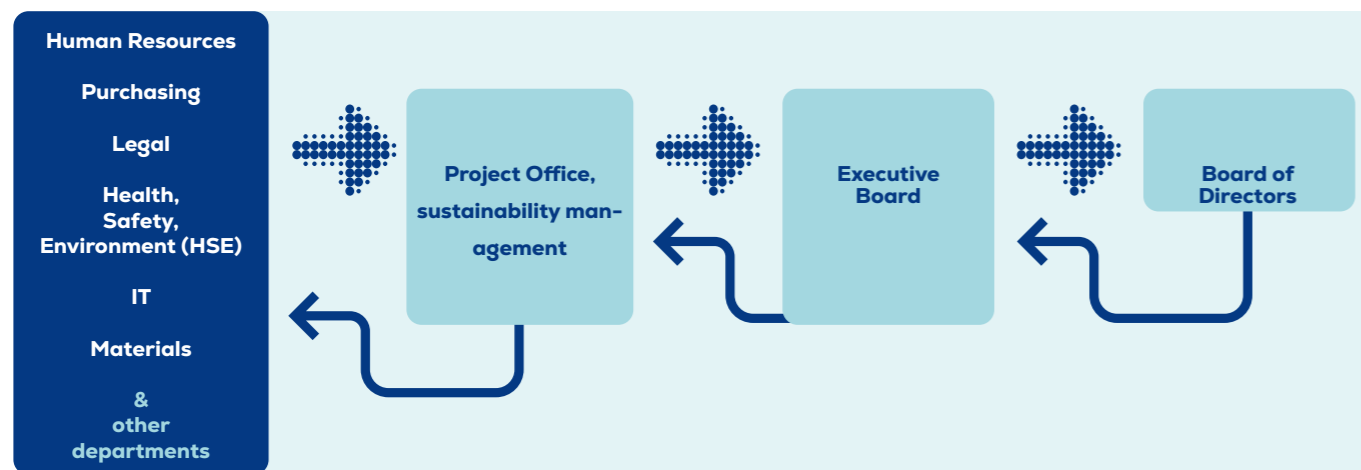 Human Resources
Purchasing
Legal
Health,
Safety,
Environment (HSE)
IT
Materials
&
other
departments
Project Office,
sustainability man-
agement
Executive
Board
Board of
Directors